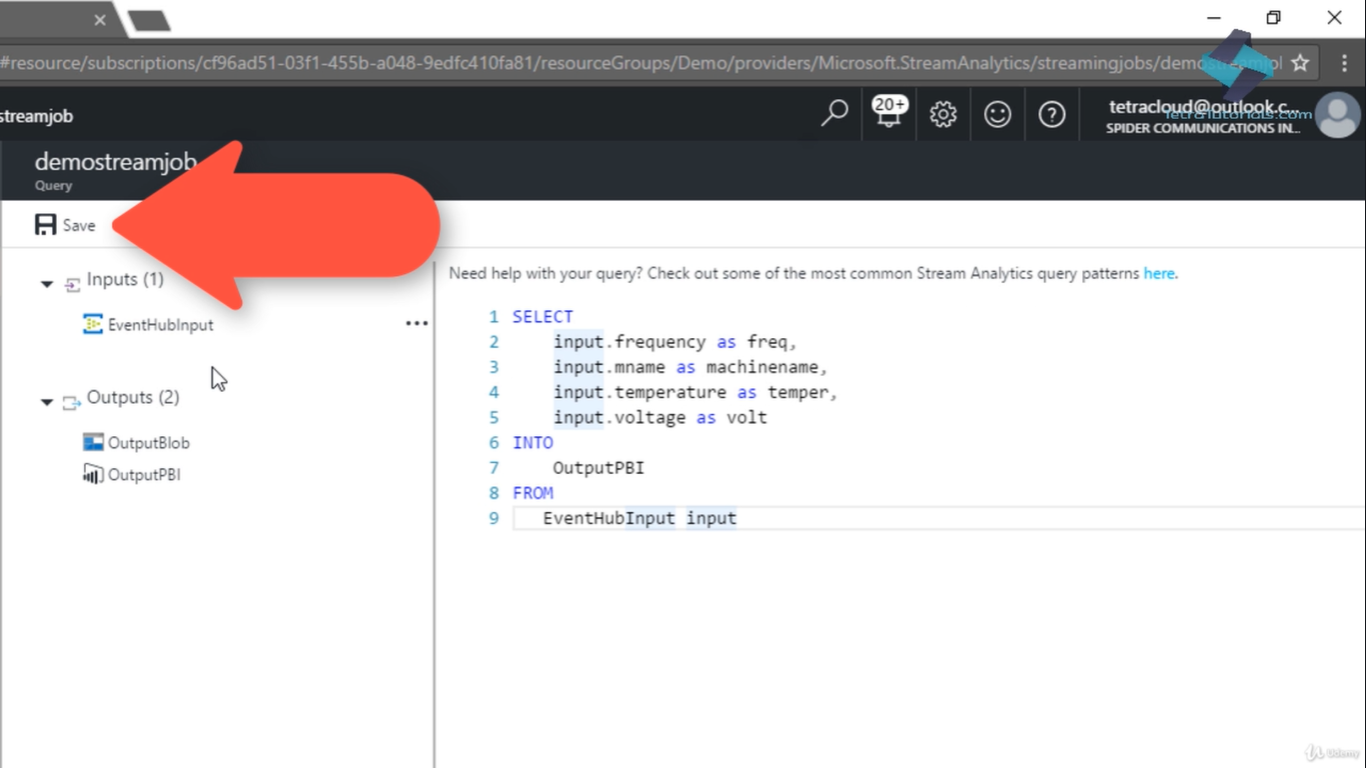 #resource/subscriptions/cf96ad51-03f1-455b-a048-9edfc410fa81/resourceGroups/Demo/providers/Microsoft.StreamAnalytics/streamingjobs/demostreamjob
streamjob
20+
tetracloud@outlook.c...
tetratutorials.com
SPIDER COMMUNICATIONS IN...
demostreamjob
Query
Save
Inputs (1)
EventHubInput
Outputs (2)
OutputBlob
OutputPBI
Need help with your query? Check out some of the most common Stream Analytics query patterns here.
1 SELECT
2 input.frequency as freq,
3 input.mname as machinename,
4 input.temperature as temper,
5 input.voltage as volt
6 INTO
7 OutputPBI
8 FROM
9 EventHubInput input
Udemy